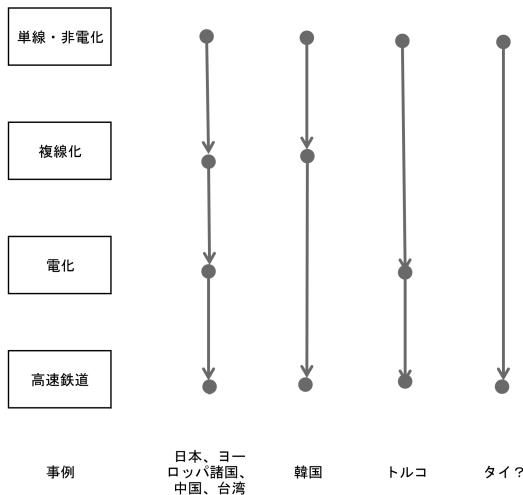 単線・非電化
複線化
電化
高速鉄道
事例
日本、ヨー
ロッパ諸国、
中国、台湾
韓国
トルコ
タイ？